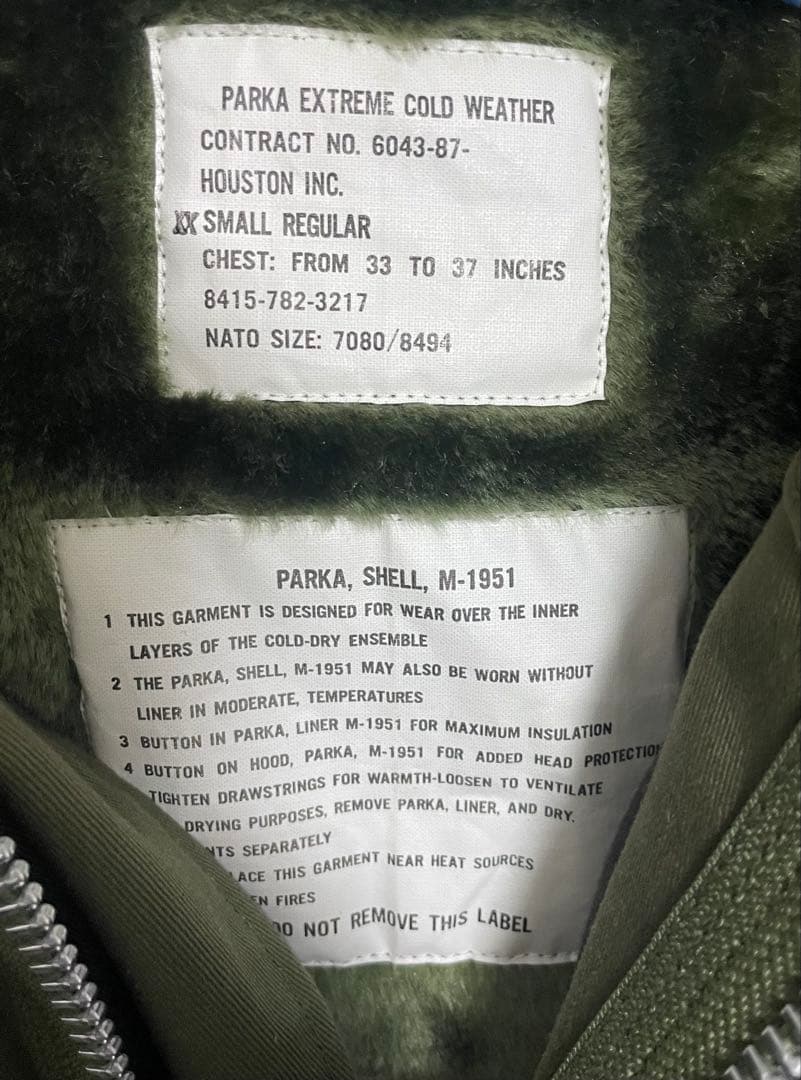 PARKA EXTREME COLD WEATHER
CONTRACT NO. 6043-87-
HOUSTON INC.
XX SMALL REGULAR
CHEST: FROM 33 TO 37 INCHES
8415-782-3217
NATO SIZE: 7080/8494
PARKA, SHELL, M-1951
1 THIS GARMENT IS DESIGNED FOR WEAR OVER THE INNER
LAYERS OF THE COLD-DRY ENSEMBLE
2 THE PARKA, SHELL, M-1951 MAY ALSO BE WORN WITHOUT
LINER IN MODERATE, TEMPERATURES
3 BUTTON IN PARKA, LINER M-1951 FOR MAXIMUM INSULATION
4 BUTTON ON HOOD, PARKA, M-1951 FOR ADDED HEAD PROTECTIO
TIGHTEN DRAWSTRINGS FOR WARMTH-LOOSEN TO VENTILATE
DRYING PURPOSES, REMOVE PARKA, LINER, AND DRY.
NTS SEPARATELY
ACE THIS GARMENT NEAR HEAT SOURCES
EN FIRES
DO NOT REMOVE THIS LABEL